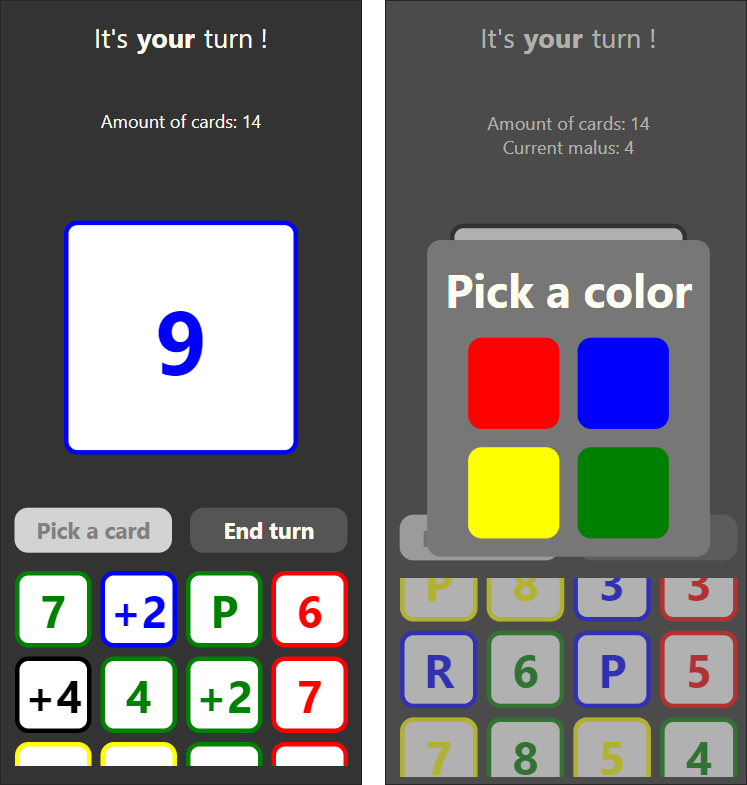 It's your turn !
Amount of cards: 14
9
Pick a card End turn
7 +2 P 6
+4 4 +2 7
It's your turn !
Amount of cards: 14
Current malus: 4
Pick a color
P 8 3 3
R 6 P 5
7 8 5 4